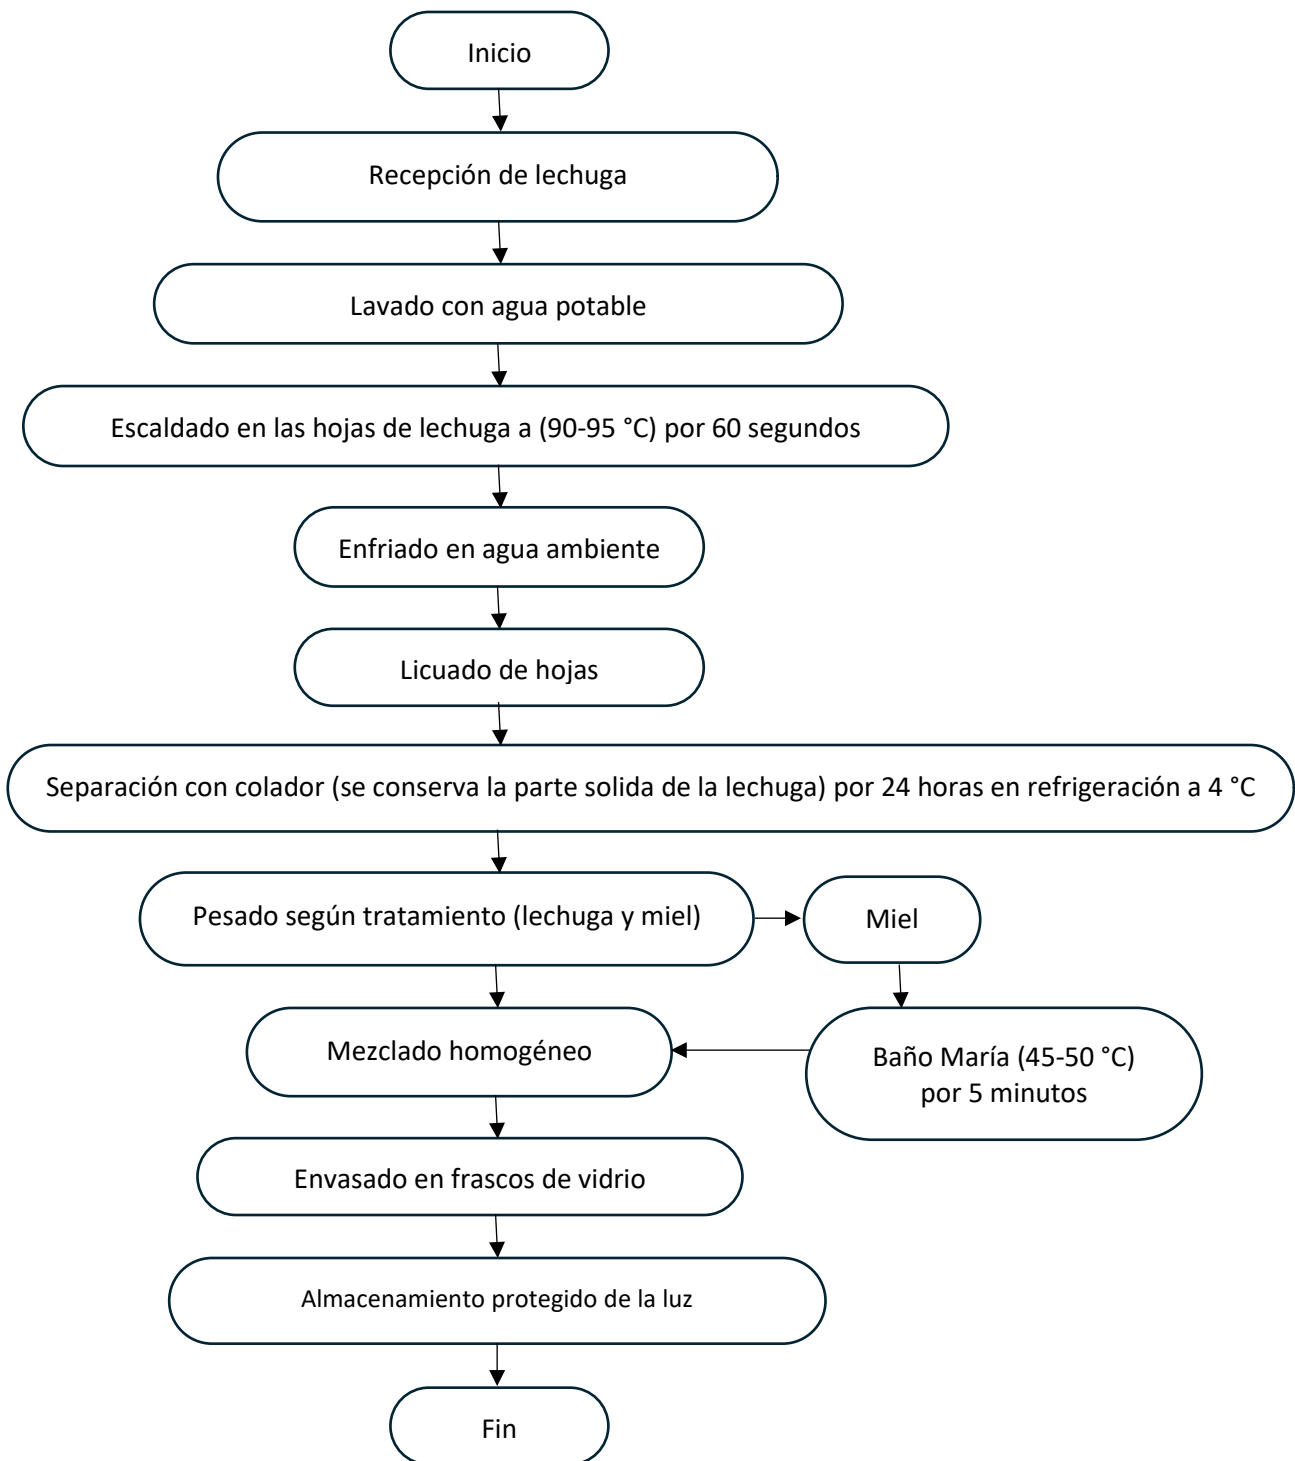 Inicio
Recepción de lechuga
Lavado con agua potable
Escaldado en las hojas de lechuga a (90-95 °C) por 60 segundos
Enfriado en agua ambiente
Licuado de hojas
Separación con colador (se conserva la parte solida de la lechuga) por 24 horas en refrigeración a 4 °C
Pesado según tratamiento (lechuga y miel)
Miel
Mezclado homogéneo
Baño María (45-50 °C)
por 5 minutos
Envasado en frascos de vidrio
Almacenamiento protegido de la luz
Fin